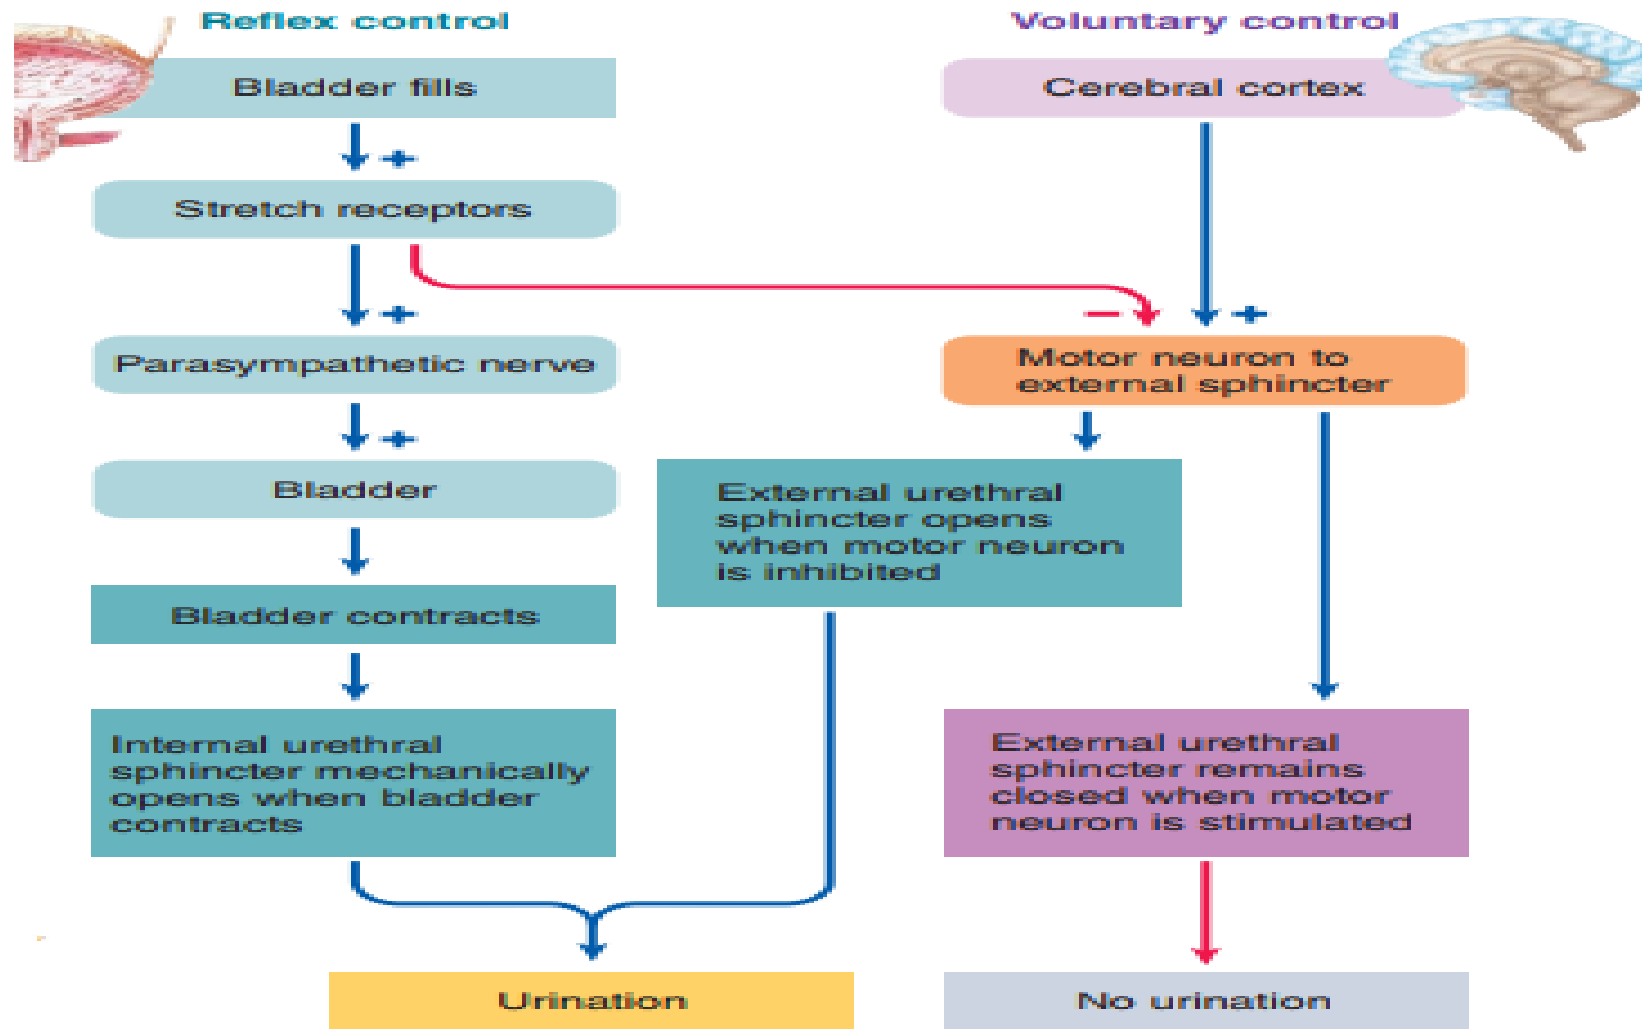 Reflex control
Voluntary control
Bladder fills
Cerebral cortex
+
Stretch receptors
+
−
+
Parasympathetic nerve
Motor neuron to
external sphincter
+
Bladder
External urethral
sphincter opens
when motor neuron
is inhibited
Bladder contracts
Internal urethral
sphincter mechanically
opens when bladder
contracts
External urethral
sphincter remains
closed when motor
neuron is stimulated
Urination
No urination